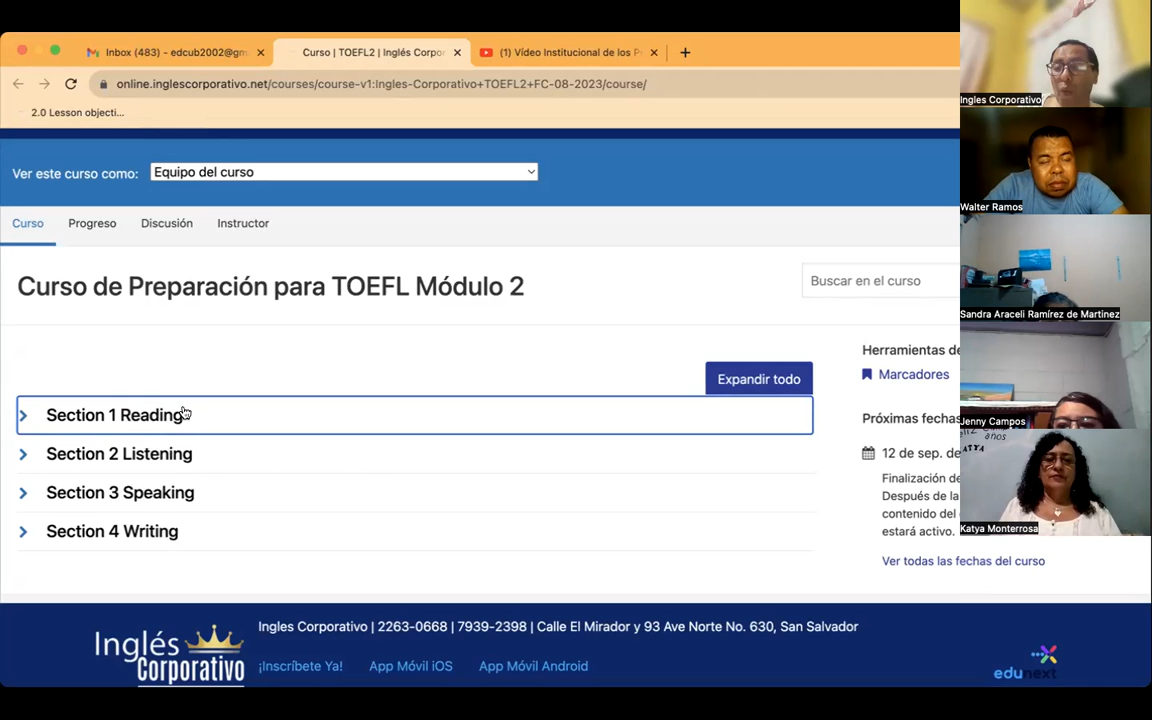 Inbox (483) - edcub2002@gm
Curso | TOEFL2 | Inglés Corpor
(1) Vídeo Institucional de los P
online.inglescorporativo.net/courses/course-v1:Ingles-Corporativo+TOEFL2+FC-08-2023/course/
2.0 Lesson objecti...
Ver este curso como:
Equipo del curso
Curso
Progreso
Discusión
Instructor
Curso de Preparación para TOEFL Módulo 2
Buscar en el curso
Expandir todo
Section 1 Reading
Section 2 Listening
Section 3 Speaking
Section 4 Writing
Herramientas de
Marcadores
Próximas fechas
12 de sep. de
Finalización de
Después de la
contenido del
estará activo.
Ver todas las fechas del curso
Inglés
Corporativo
Ingles Corporativo | 2263-0668 | 7939-2398 | Calle El Mirador y 93 Ave Norte No. 630, San Salvador
¡Inscríbete Ya!
App Móvil iOS
App Móvil Android
edunext
Ingles Corporativo
Walter Ramos
Sandra Araceli Ramírez de Martinez
Jenny Campos
años
Katya Monterrosa